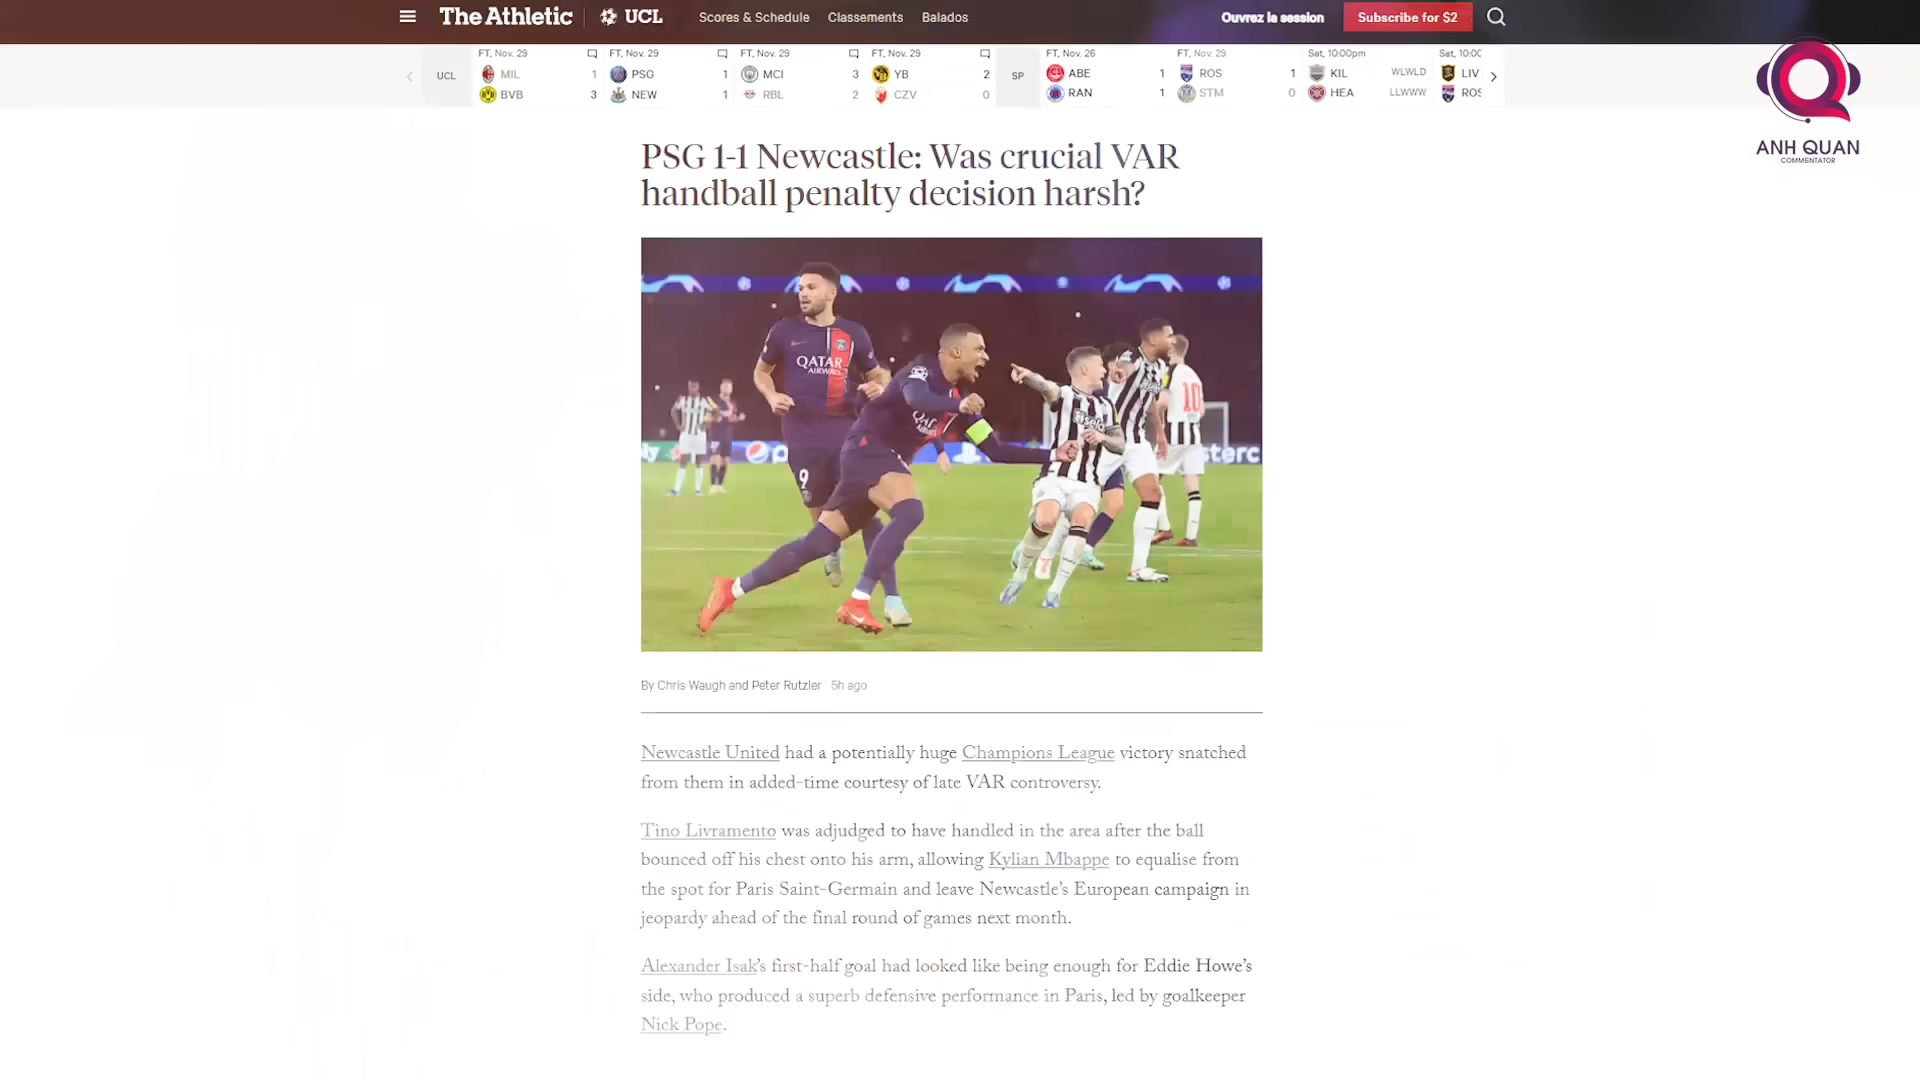 The Athletic UCL Scores & Schedule Classements Balados Ouvrez la session Subscribe for $2
FT, Nov. 29 FT, Nov. 29 FT, Nov. 29 FT, Nov. 29 FT, Nov. 26 FT, Nov. 29 Sat, 10:00pm Sat, 10:00
UCL MIL 1 PSG 1 MCI 3 YB 2 SP ABE 1 ROS 1 KIL WLWLD LIV
BVB 3 NEW 1 RBL 2 CZV 0 RAN 1 STM 0 HEA LLWWW ROS
ANH QUAN
COMMENTATOR
PSG 1-1 Newcastle: Was crucial VAR
handball penalty decision harsh?
QATAR
AIRWAYS
9
10
By Chris Waugh and Peter Rutzler 5h ago
Newcastle United had a potentially huge Champions League victory snatched
from them in added-time courtesy of late VAR controversy.
Tino Livramento was adjudged to have handled in the area after the ball
bounced off his chest onto his arm, allowing Kylian Mbappe to equalise from
the spot for Paris Saint-Germain and leave Newcastle's European campaign in
jeopardy ahead of the final round of games next month.
Alexander Isak's first-half goal had looked like being enough for Eddie Howe's
side, who produced a superb defensive performance in Paris, led by goalkeeper
Nick Pope.